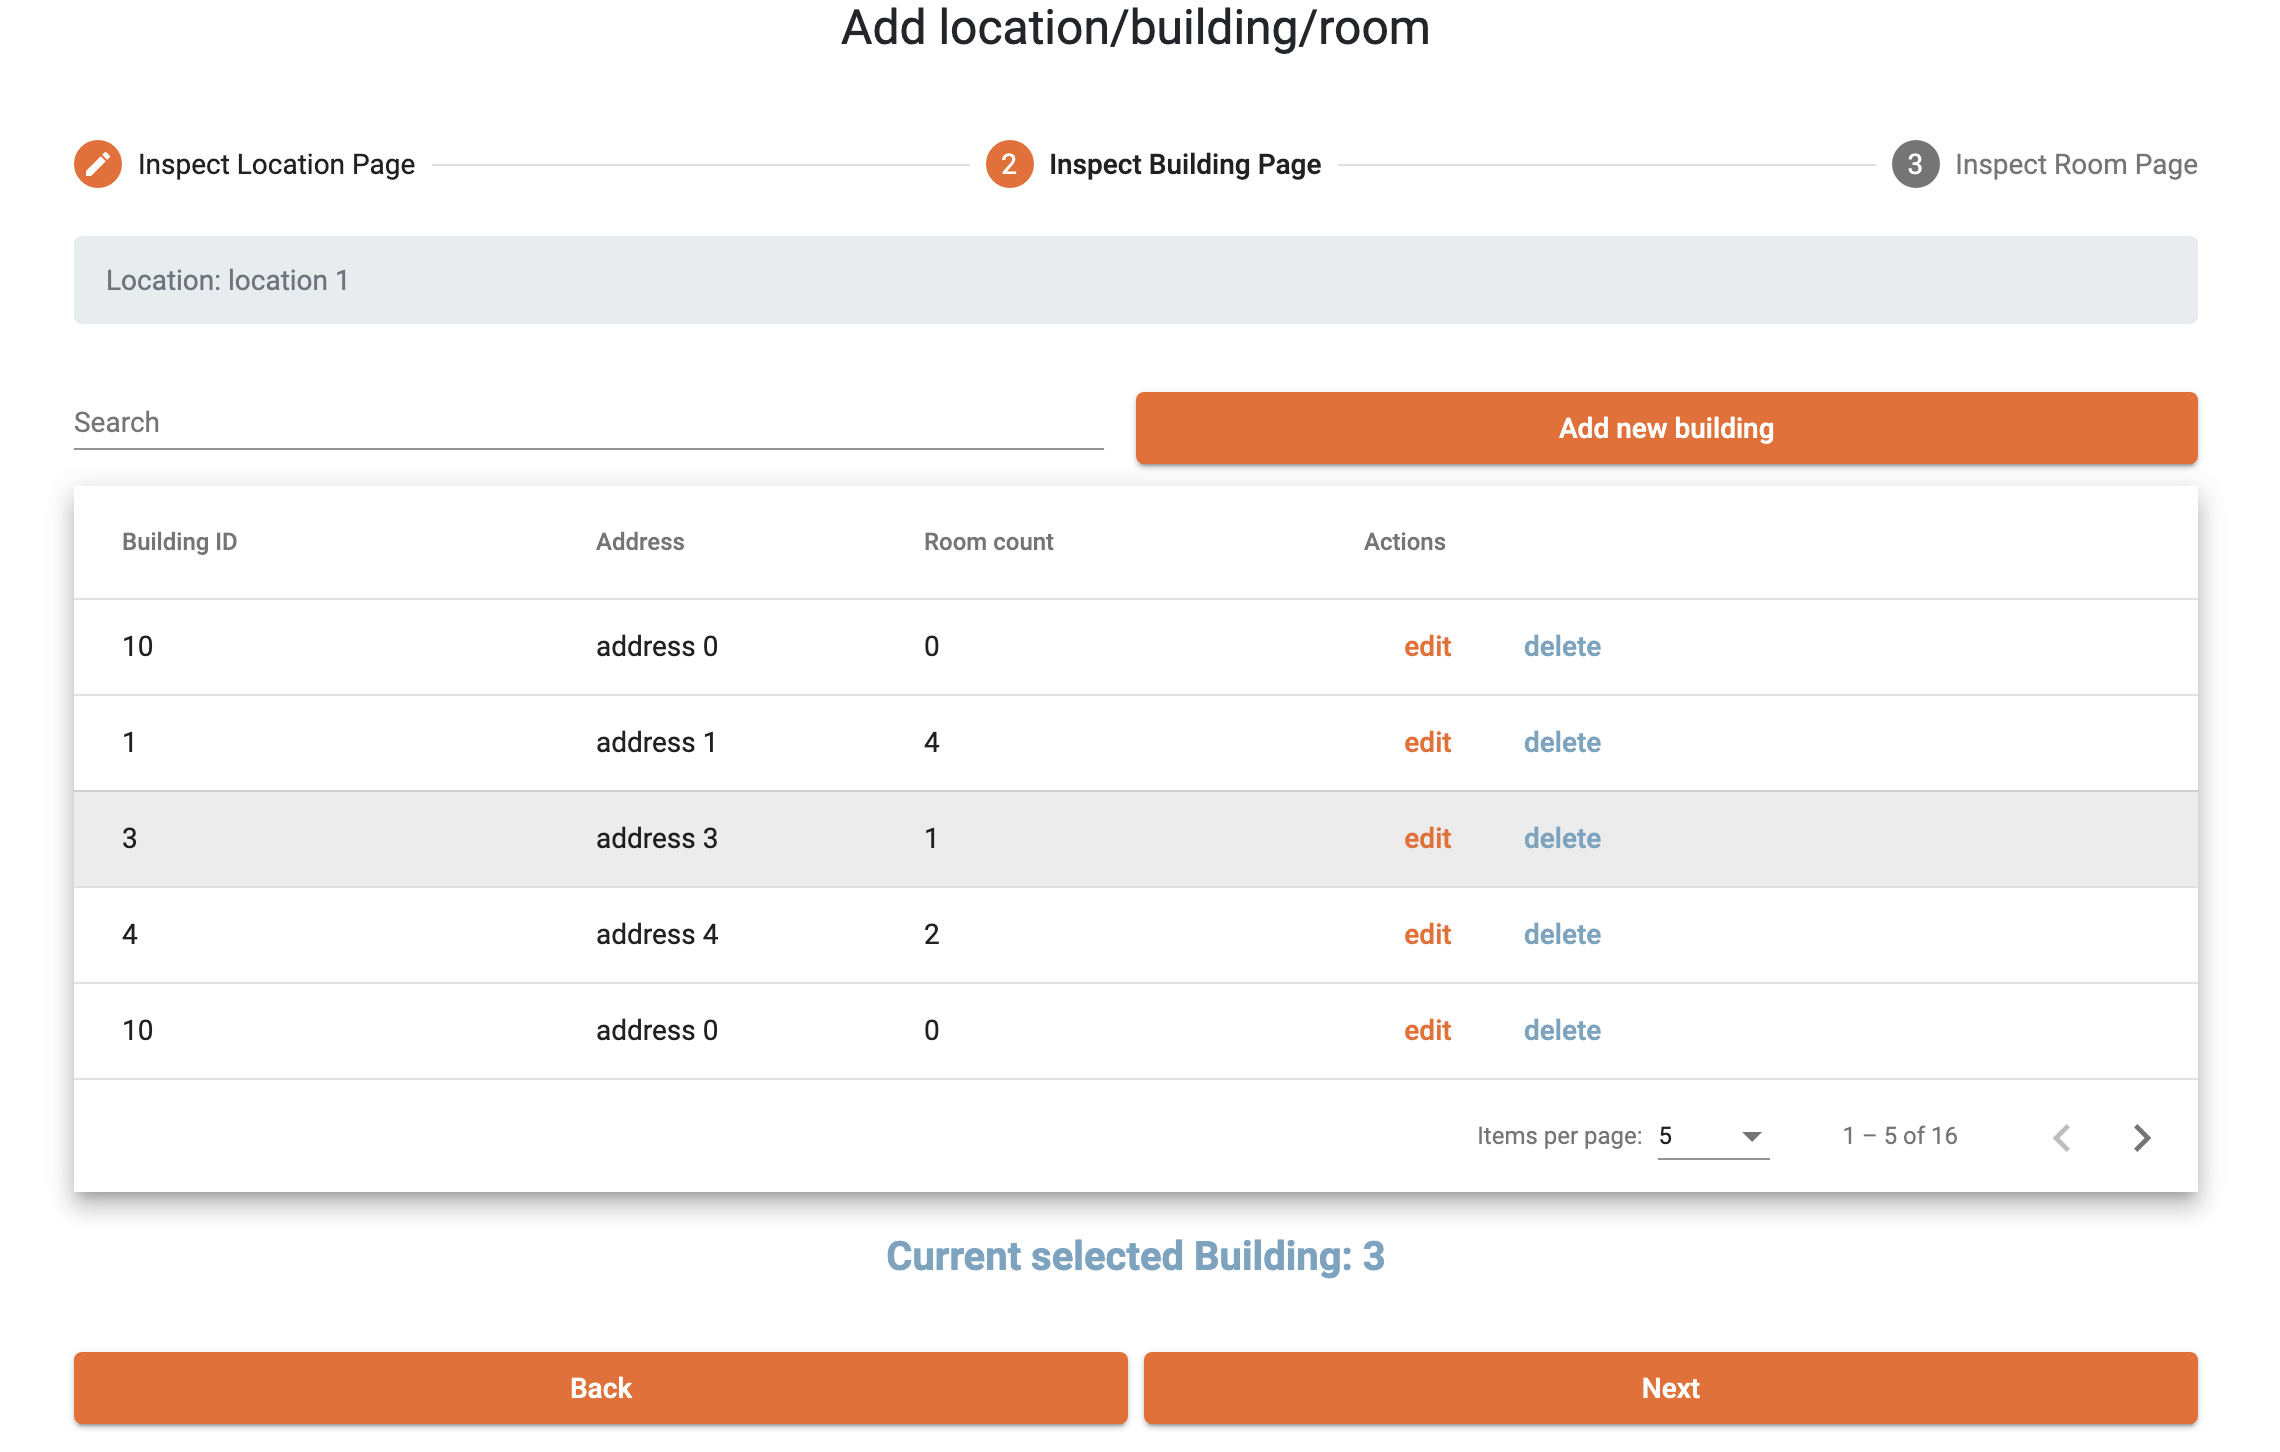 Add location/building/room
Inspect Location Page 2 Inspect Building Page 3 Inspect Room Page
Location: location 1
Search Add new building
Building ID Address Room count Actions
10 address 0 0 edit delete
1 address 1 4 edit delete
3 address 3 1 edit delete
4 address 4 2 edit delete
10 address 0 0 edit delete
Items per page: 5 1 – 5 of 16
Current selected Building: 3
Back Next